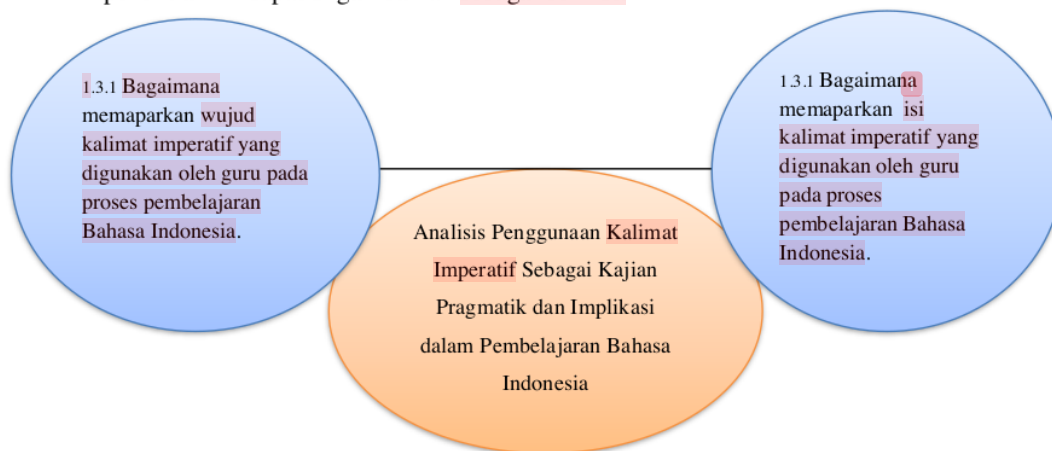 1.3.1 Bagaimana
memaparkan wujud
kalimat imperatif yang
digunakan oleh guru pada
proses pembelajaran
Bahasa Indonesia.
1.3.1 Bagaimana
memaparkan isi
kalimat imperatif yang
digunakan oleh guru
pada proses
pembelajaran Bahasa
Indonesia.
Analisis Penggunaan Kalimat
Imperatif Sebagai Kajian
Pragmatik dan Implikasi
dalam Pembelajaran Bahasa
Indonesia